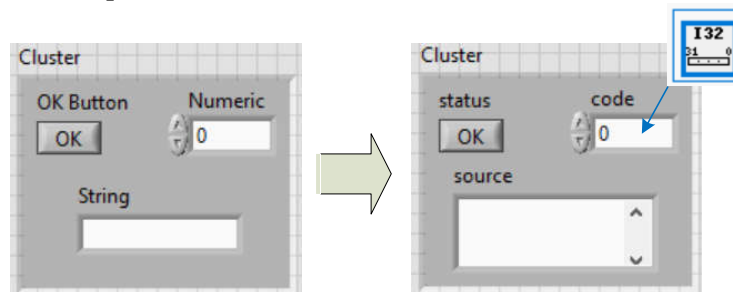 Cluster
OK Button Numeric
OK 0
String
Cluster
status code
OK 0
source
I32
31 0